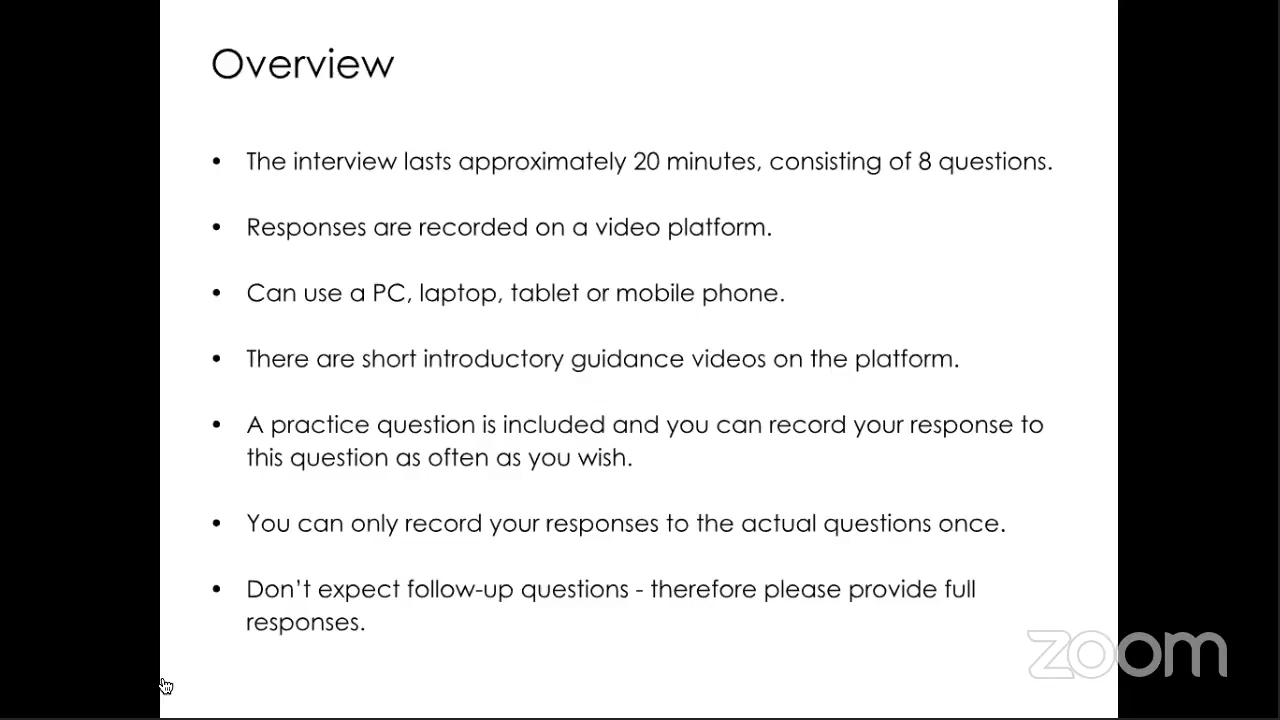 Overview
• The interview lasts approximately 20 minutes, consisting of 8 questions.
• Responses are recorded on a video platform.
• Can use a PC, laptop, tablet or mobile phone.
• There are short introductory guidance videos on the platform.
• A practice question is included and you can record your response to
this question as often as you wish.
• You can only record your responses to the actual questions once.
• Don’t expect follow-up questions - therefore please provide full
responses.
zoom